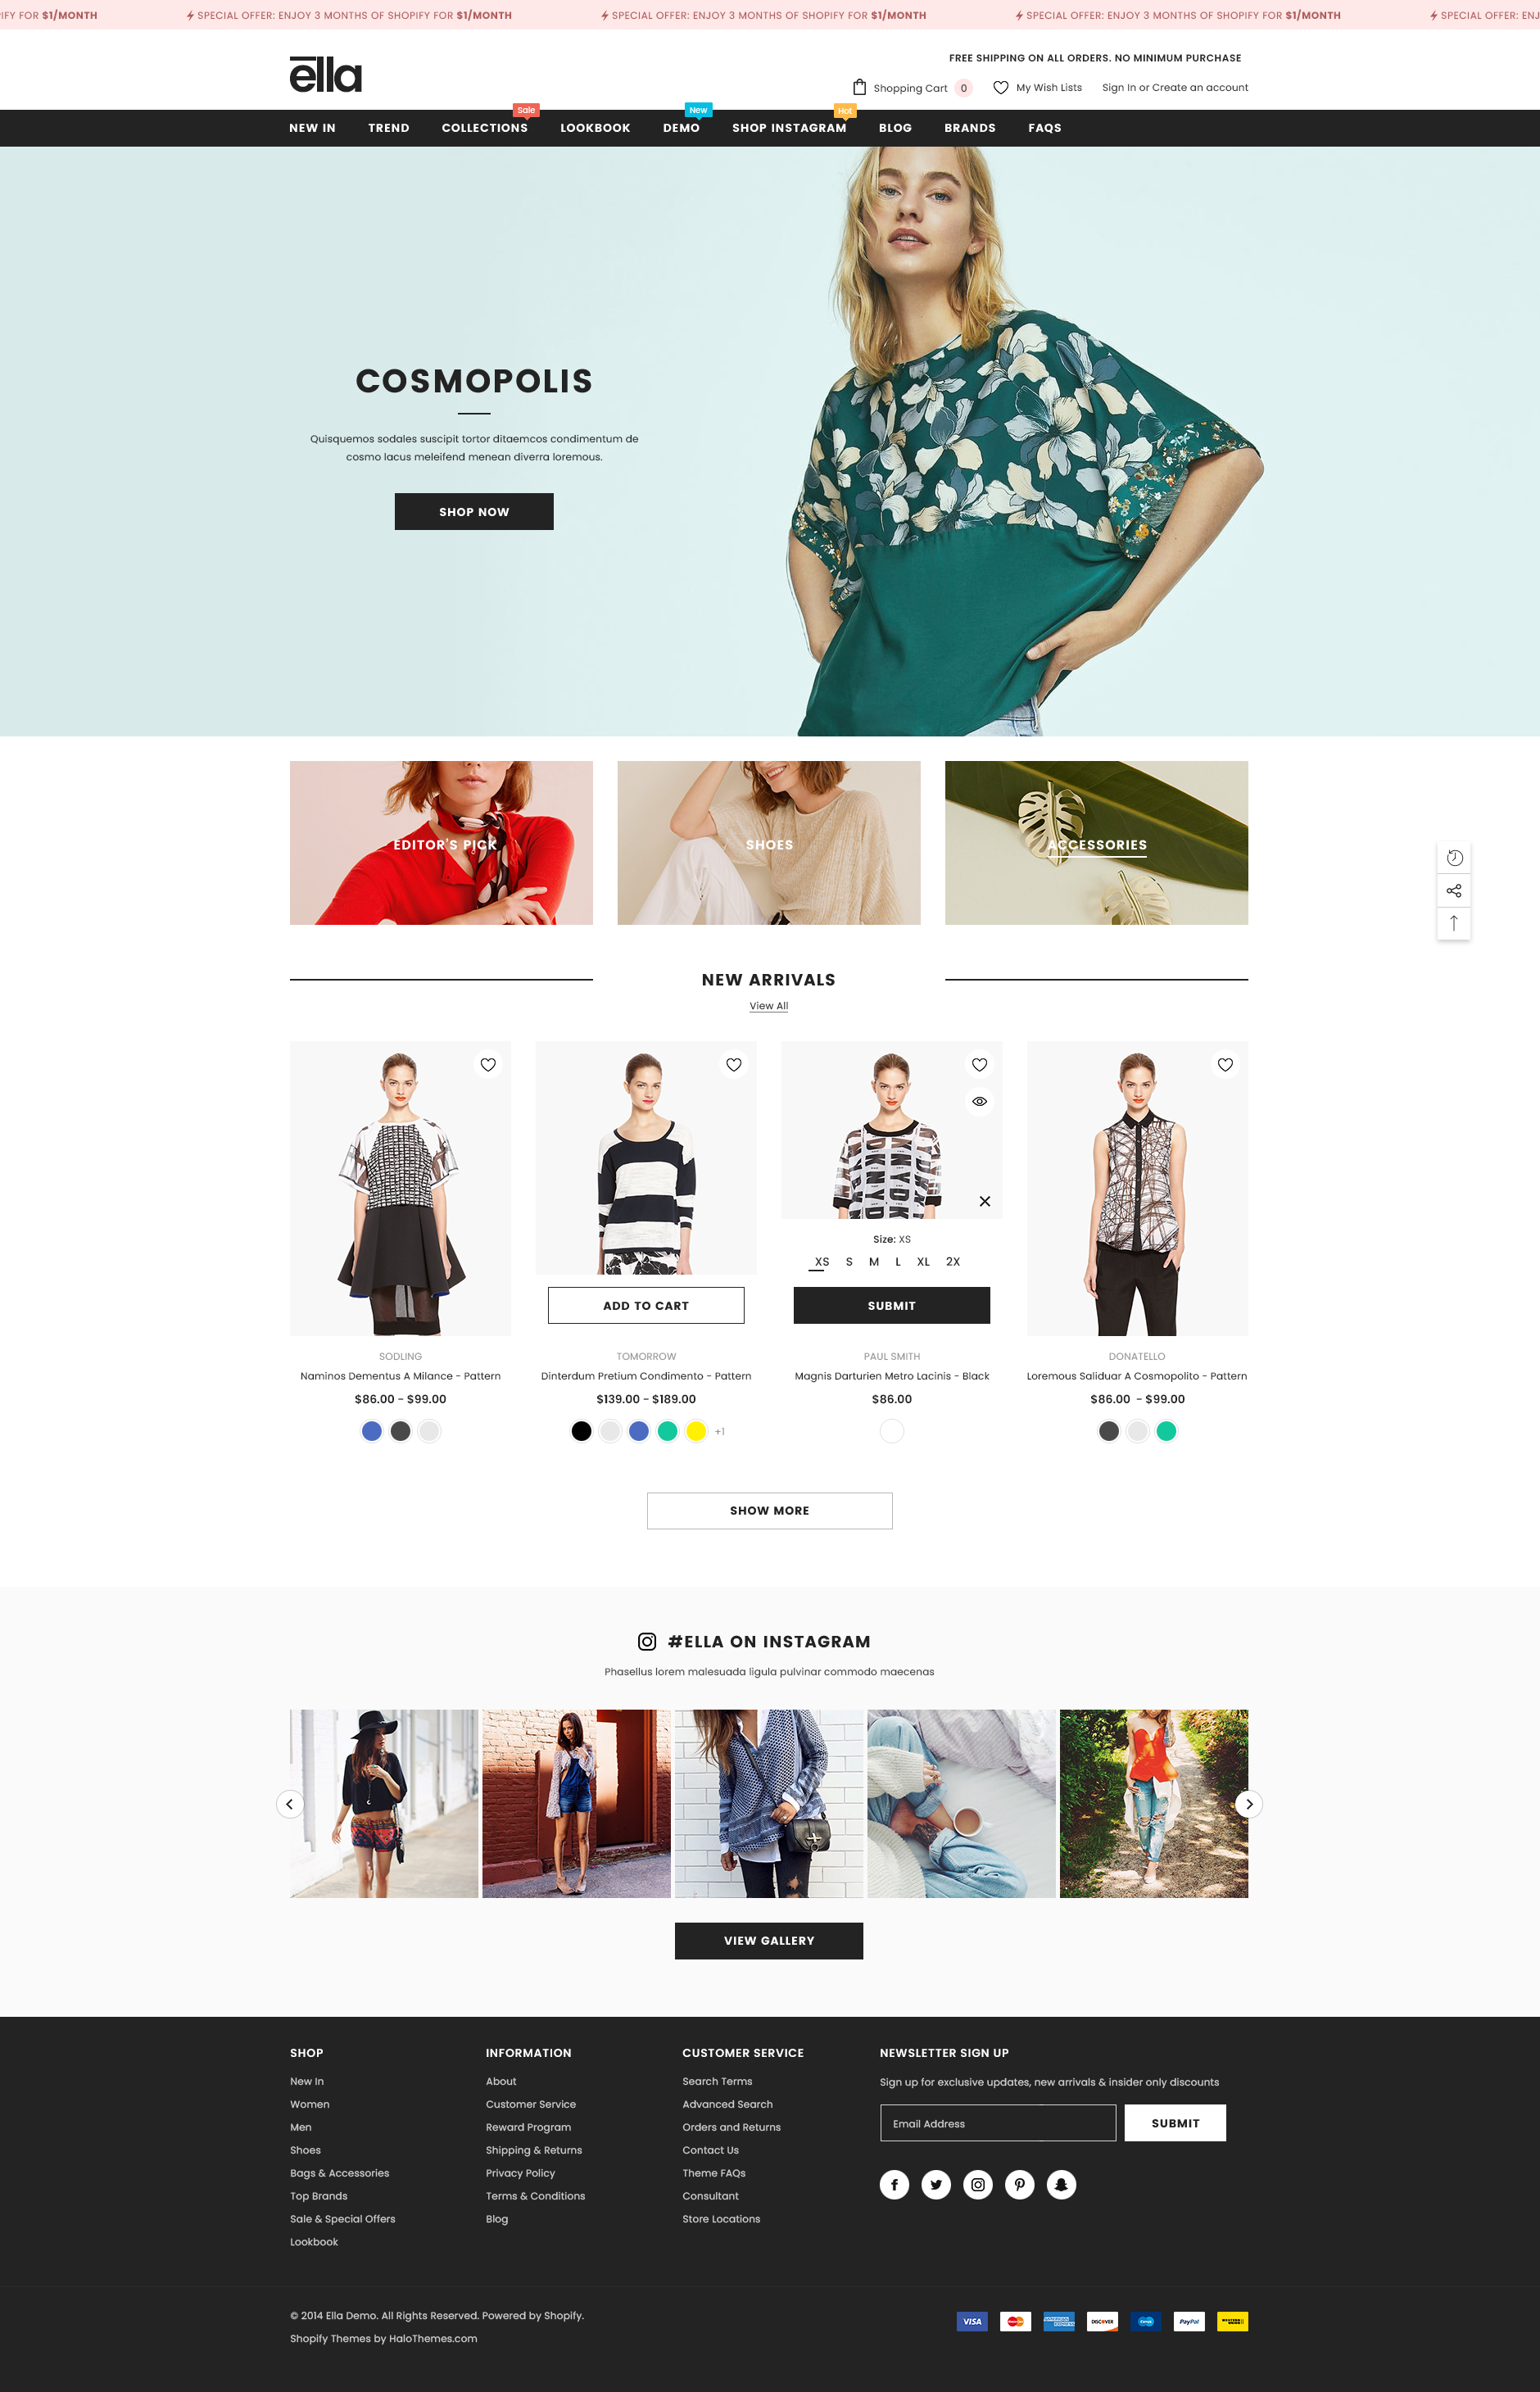 IFY FOR $1/MONTH
SPECIAL OFFER: ENJOY 3 MONTHS OF SHOPIFY FOR $1/MONTH
SPECIAL OFFER: ENJOY 3 MONTHS OF SHOPIFY FOR $1/MONTH
SPECIAL OFFER: ENJOY 3 MONTHS OF SHOPIFY FOR $1/MONTH
SPECIAL OFFER: ENJ
ella
FREE SHIPPING ON ALL ORDERS. NO MINIMUM PURCHASE
Shopping Cart 0
My Wish Lists
Sign In or Create an account
Sale
New
Hot
NEW IN
TREND
COLLECTIONS
LOOKBOOK
DEMO
SHOP INSTAGRAM
BLOG
BRANDS
FAQS
COSMOPOLIS
Quisquemos sodales suscipit tortor ditaemcos condimentum de
cosmo lacus meleifend menean diverra loremous.
SHOP NOW
EDITOR'S PICK
SHOES
ACCESSORIES
NEW ARRIVALS
View All
SODLING
Naminos Dementus A Milance - Pattern
$86.00 - $99.00
ADD TO CART
TOMORROW
Dinterdum Pretium Condimento - Pattern
$139.00 - $189.00
+1
DKNY
Size: XS
XS S M L XL 2X
SUBMIT
PAUL SMITH
Magnis Darturien Metro Lacinis - Black
$86.00
DONATELLO
Loremous Saliduar A Cosmopolito - Pattern
$86.00 - $99.00
SHOW MORE
#ELLA ON INSTAGRAM
Phasellus lorem malesuada ligula pulvinar commodo maecenas
VIEW GALLERY
SHOP
New In
Women
Men
Shoes
Bags & Accessories
Top Brands
Sale & Special Offers
Lookbook
INFORMATION
About
Customer Service
Reward Program
Shipping & Returns
Privacy Policy
Terms & Conditions
Blog
CUSTOMER SERVICE
Search Terms
Advanced Search
Orders and Returns
Contact Us
Theme FAQs
Consultant
Store Locations
NEWSLETTER SIGN UP
Sign up for exclusive updates, new arrivals & insider only discounts
Email Address
SUBMIT
© 2014 Ella Demo. All Rights Reserved. Powered by Shopify.
Shopify Themes by HaloThemes.com
VISA
AMERICAN EXPRESS
DISCOVER
PayPal